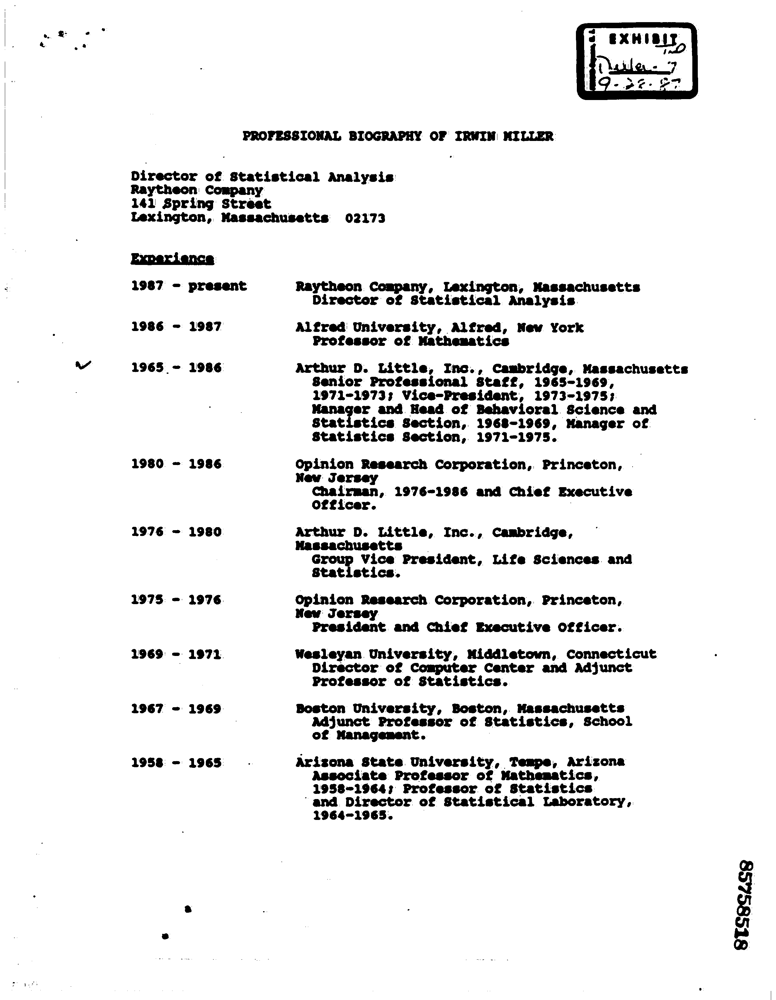 EXHIBIT
PROFESSIONAL BIOGRAPHY OF IRWIN MILLER
Director of Statistical Analysis
Raytheon Company
141 Spring Street
Lexington, Massachusetts 02173
Experience
1987 - present Raytheon Company, Lexington, Massachusetts
Director of Statistical Analysis
1986 - 1987 Alfred University, Alfred, New York
Professor of Mathematics
1965 - 1986 Arthur D. Little, Inc., Cambridge, Massachusetts
Senior Professional Staff, 1965-1969,
1971-1973; Vice-President, 1973-1975;
Manager and Head of Behavioral Science and
Statistics Section, 1968-1969, Manager of
Statistics Section, 1971-1975.
1980 - 1986 Opinion Research Corporation, Princeton,
New Jersey
Chairman, 1976-1986 and Chief Executive
Officer.
1976 - 1980 Arthur D. Little, Inc., Cambridge,
Massachusetts
Group Vice President, Life Sciences and
Statistics.
1975 - 1976 Opinion Research Corporation, Princeton,
New Jersey
President and Chief Executive Officer.
1969 - 1971 Wesleyan University, Middletown, Connecticut
Director of Computer Center and Adjunct
Professor of Statistics.
1967 - 1969 Boston University, Boston, Massachusetts
Adjunct Professor of Statistics, School
of Management.
1958 - 1965 Arizona State University, Tempe, Arizona
Associate Professor of Mathematics,
1958-1964; Professor of Statistics
and Director of Statistical Laboratory,
1964-1965.
85758518